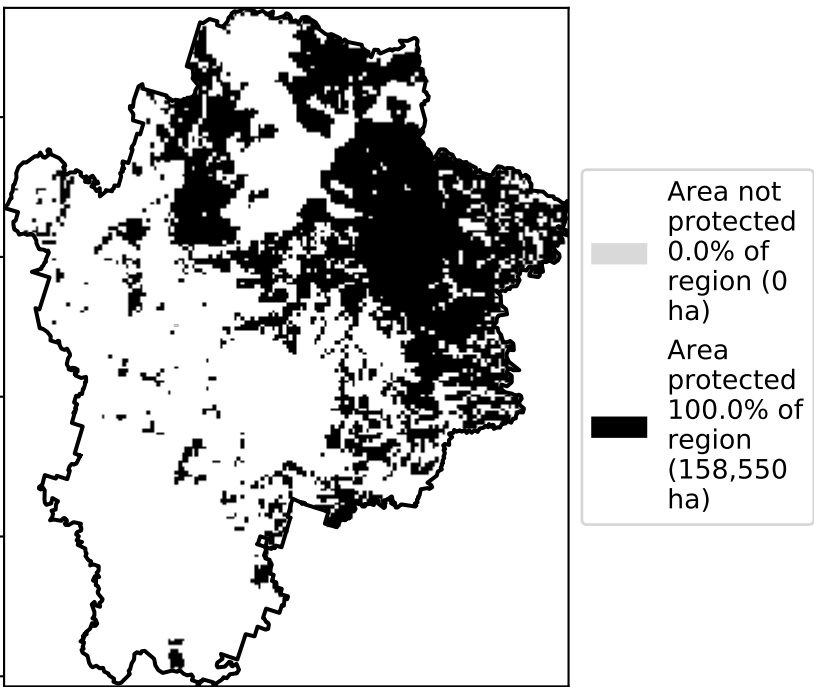 Area not
protected
0.0% of
region (0
ha)
Area
protected
100.0% of
region
(158,550
ha)